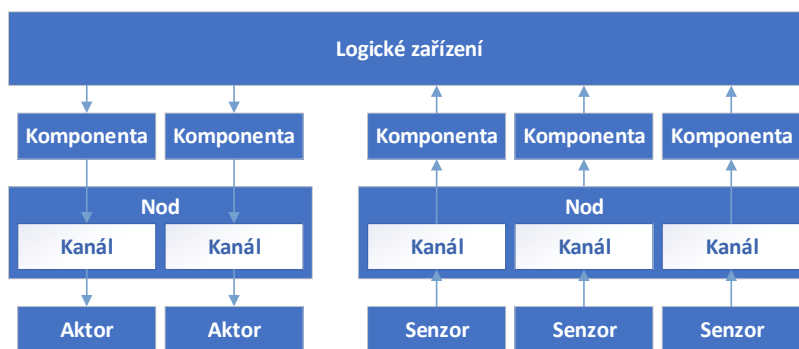 Logické zařízení
Komponenta Komponenta Komponenta Komponenta Komponenta
Nod Nod
Kanál Kanál Kanál Kanál Kanál
Aktor Aktor Senzor Senzor Senzor